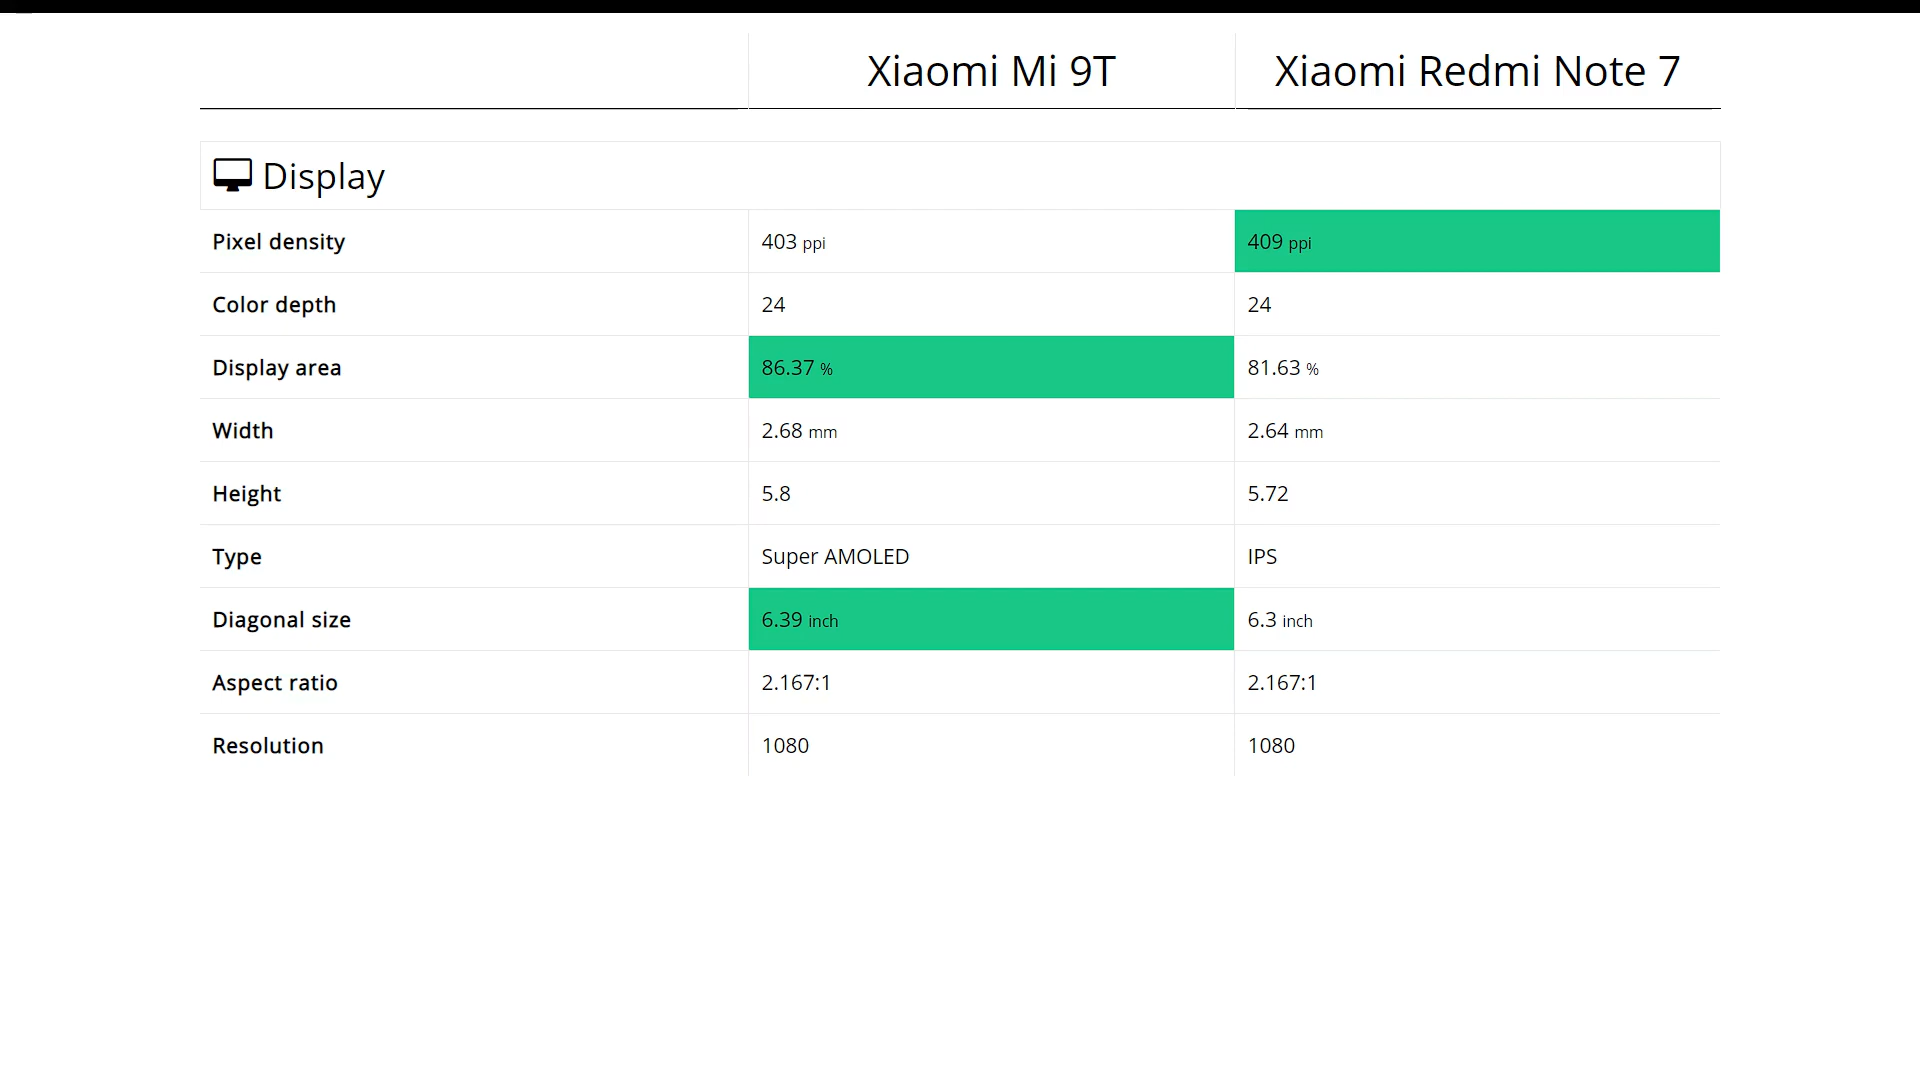 Xiaomi Mi 9T Xiaomi Redmi Note 7
Display
Pixel density 403 ppi 409 ppi
Color depth 24 24
Display area 86.37 % 81.63 %
Width 2.68 mm 2.64 mm
Height 5.8 5.72
Type Super AMOLED IPS
Diagonal size 6.39 inch 6.3 inch
Aspect ratio 2.167:1 2.167:1
Resolution 1080 1080